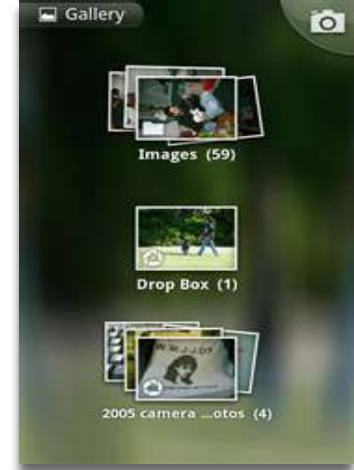 Gallery
Images (59)
Drop Box (1)
W.W.J.J.D?
2005 camera ...otos (4)